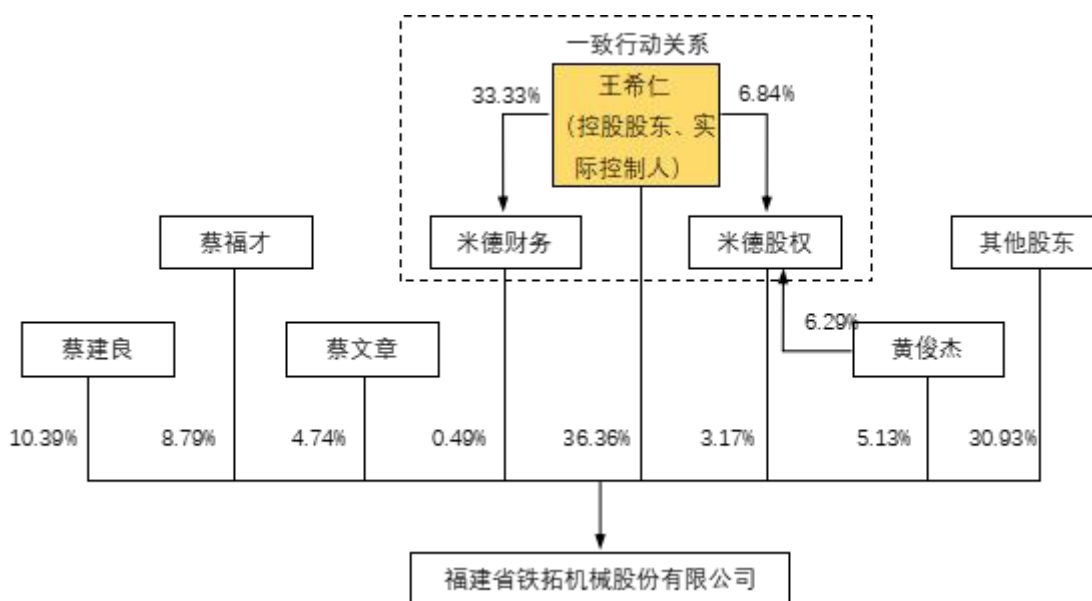 一致行动关系
33.33%
王希仁
（控股股东、实
际控制人）
6.84%
蔡福才
米德财务
米德股权
其他股东
蔡建良
蔡文章
6.29%
黄俊杰
10.39%
8.79%
4.74%
0.49%
36.36%
3.17%
5.13%
30.93%
福建省铁拓机械股份有限公司